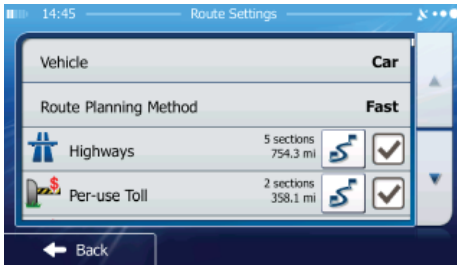 14:45 Route Settings
Vehicle Car
Route Planning Method Fast
Highways 5 sections 754.3 mi
Per-use Toll 2 sections 358.1 mi
Back